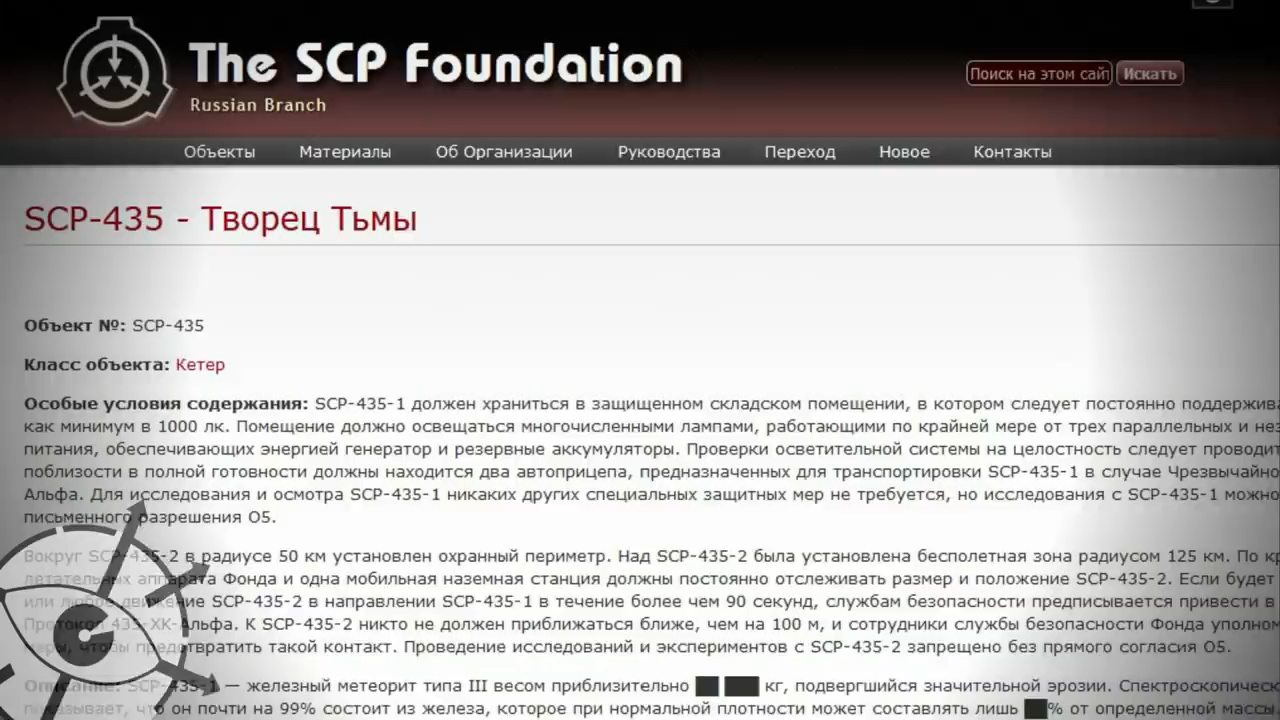 The SCP Foundation
Russian Branch
Поиск на этом сайт
Искать
Объекты Материалы Об Организации Руководства Переход Новое Контакты
SCP-435 - Творец Тьмы
Объект №: SCP-435
Класс объекта: Кетер
Особые условия содержания: SCP-435-1 должен храниться в защищенном складском помещении, в котором следует постоянно поддержива
как минимум в 1000 лк. Помещение должно освещаться многочисленными лампами, работающими по крайней мере от трех параллельных и нез
питания, обеспечивающих энергией генератор и резервные аккумуляторы. Проверки осветительной системы на целостность следует проводит
поблизости в полной готовности должны находится два автоприцепа, предназначенных для транспортировки SCP-435-1 в случае Чрезвычайно
Альфа. Для исследования и осмотра SCP-435-1 никаких других специальных защитных мер не требуется, но исследования с SCP-435-1 можно
письменного разрешения О5.
Вокруг SCP-435-2 в радиусе 50 км установлен охранный периметр. Над SCP-435-2 была установлена бесполетная зона радиусом 125 км. По кр
летательных аппарата Фонда и одна мобильная наземная станция должны постоянно отслеживать размер и положение SCP-435-2. Если будет
или любое движение SCP-435-2 в направлении SCP-435-1 в течение более чем 90 секунд, службам безопасности предписывается привести в
Протокол 435-ХК-Альфа. К SCP-435-2 никто не должен приближаться ближе, чем на 100 м, и сотрудники службы безопасности Фонда уполном
меры, чтобы предотвратить такой контакт. Проведение исследований и экспериментов с SCP-435-2 запрещено без прямого согласия О5.
Описание: SCP-435-1 — железный метеорит типа III весом приблизительно ██ ███ кг, подвергшийся значительной эрозии. Спектроскопическ
показывает, что он почти на 99% состоит из железа, которое при нормальной плотности может составлять лишь ██% от определенной массы.